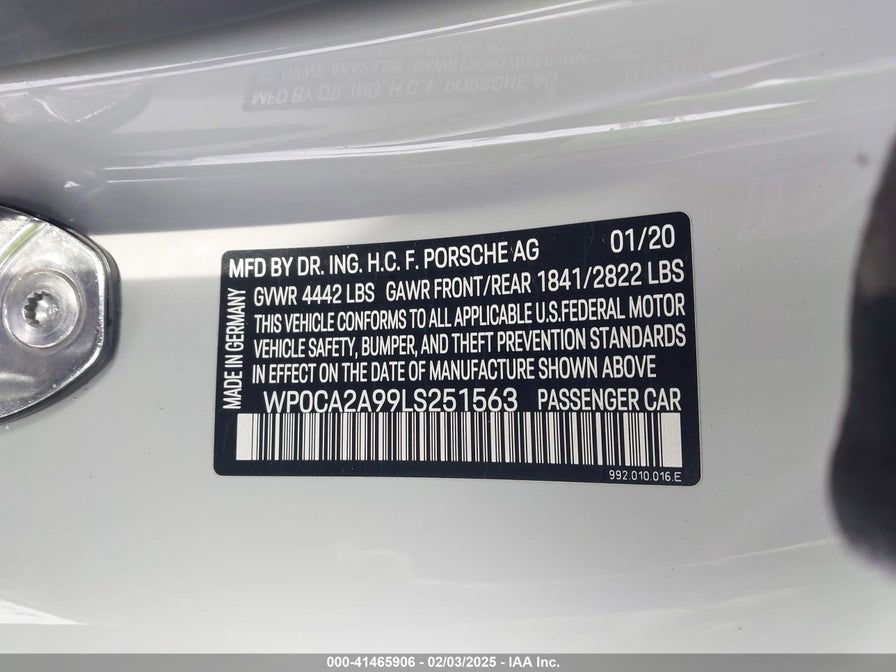 MFD BY DR. ING. H.C. F. PORSCHE AG 01/20
GVWR 4442 LBS GAWR FRONT/REAR 1841/2822 LBS
THIS VEHICLE CONFORMS TO ALL APPLICABLE U.S.FEDERAL MOTOR
VEHICLE SAFETY, BUMPER, AND THEFT PREVENTION STANDARDS
IN EFFECT ON THE DATE OF MANUFACTURE SHOWN ABOVE
MADE IN GERMANY
WP0CA2A99LS251563 PASSENGER CAR
992.010.016.E
000-41465906 - 02/03/2025 - IAA Inc.